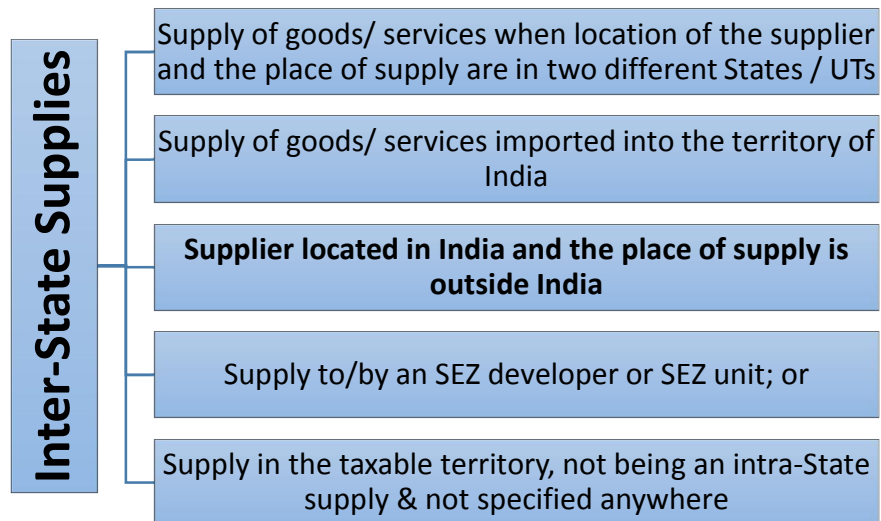 Inter-State Supplies
Supply of goods/ services when location of the supplier
and the place of supply are in two different States / UTs
Supply of goods/ services imported into the territory of
India
Supplier located in India and the place of supply is
outside India
Supply to/by an SEZ developer or SEZ unit; or
Supply in the taxable territory, not being an intra-State
supply & not specified anywhere